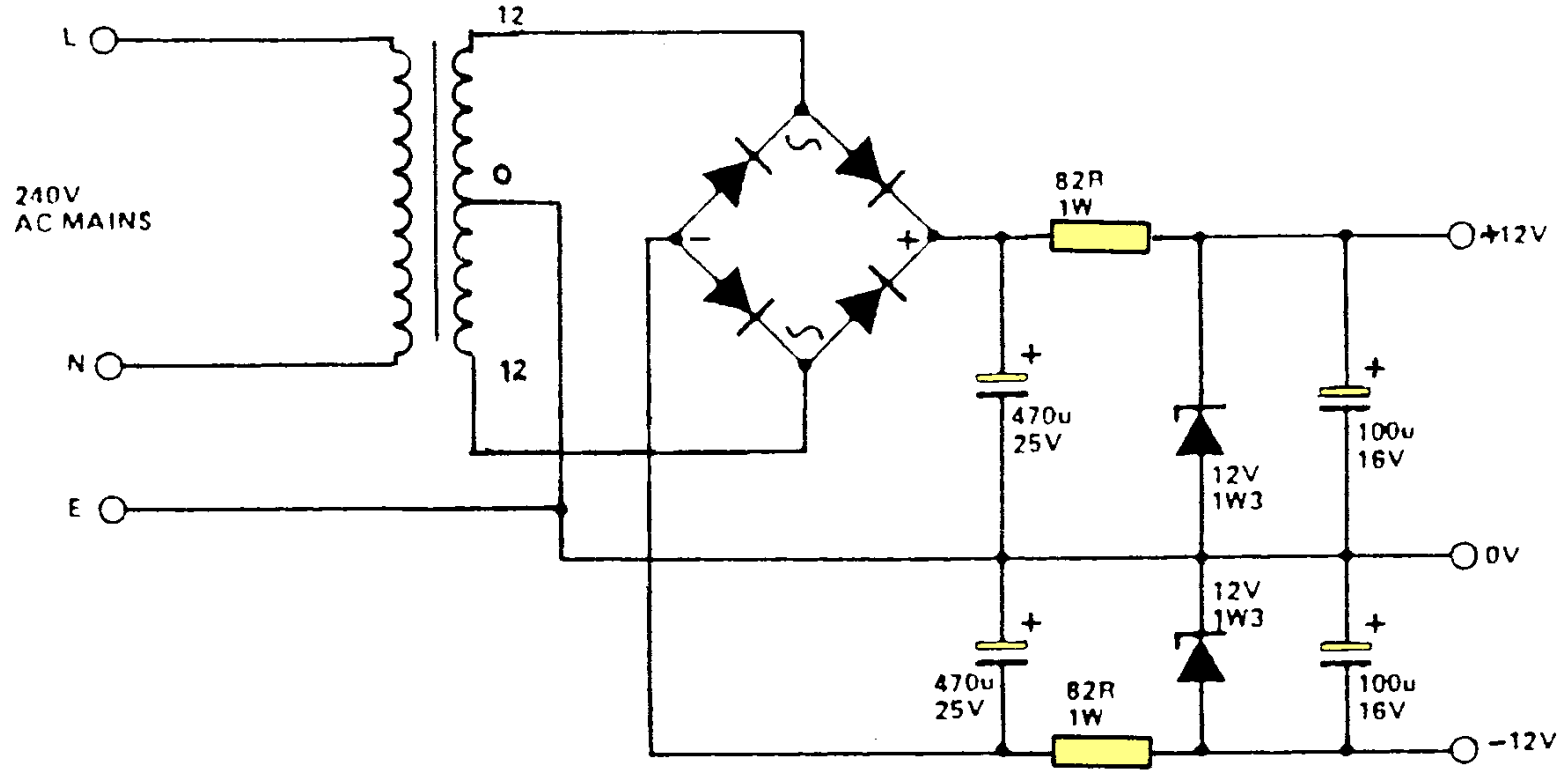 12
L
240V
AC MAINS
0
N
12
E
- +
82R
1W
+12V
+
470u
25V
+
100u
16V
12V
1W3
0V
12V
1W3
+
470u
25V
82R
1W
+
100u
16V
-12V